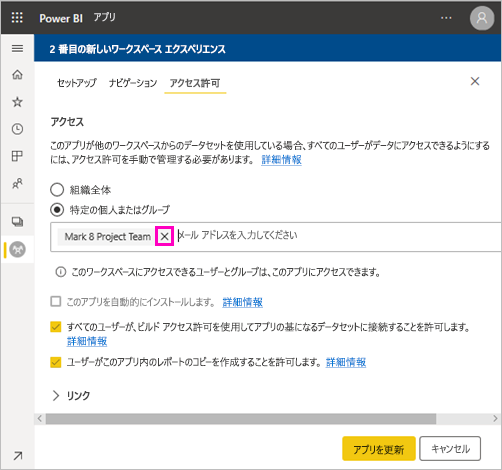 Power BI アプリ
2 番目の新しいワークスペース エクスペリエンス
セットアップ ナビゲーション アクセス許可
アクセス
このアプリが他のワークスペースからのデータセットを使用している場合、すべてのユーザーがデータにアクセスできるようにする
には、アクセス許可を手動で管理する必要があります。 詳細情報
組織全体
特定の個人またはグループ
Mark 8 Project Team メール アドレスを入力してください
このワークスペースにアクセスできるユーザーとグループは、このアプリにアクセスできます。
このアプリを自動的にインストールします。 詳細情報
すべてのユーザーが、ビルド アクセス許可を使用してアプリの基になるデータセットに接続することを許可します。
詳細情報
ユーザーがこのアプリ内のレポートのコピーを作成することを許可します。 詳細情報
リンク
アプリを更新 キャンセル